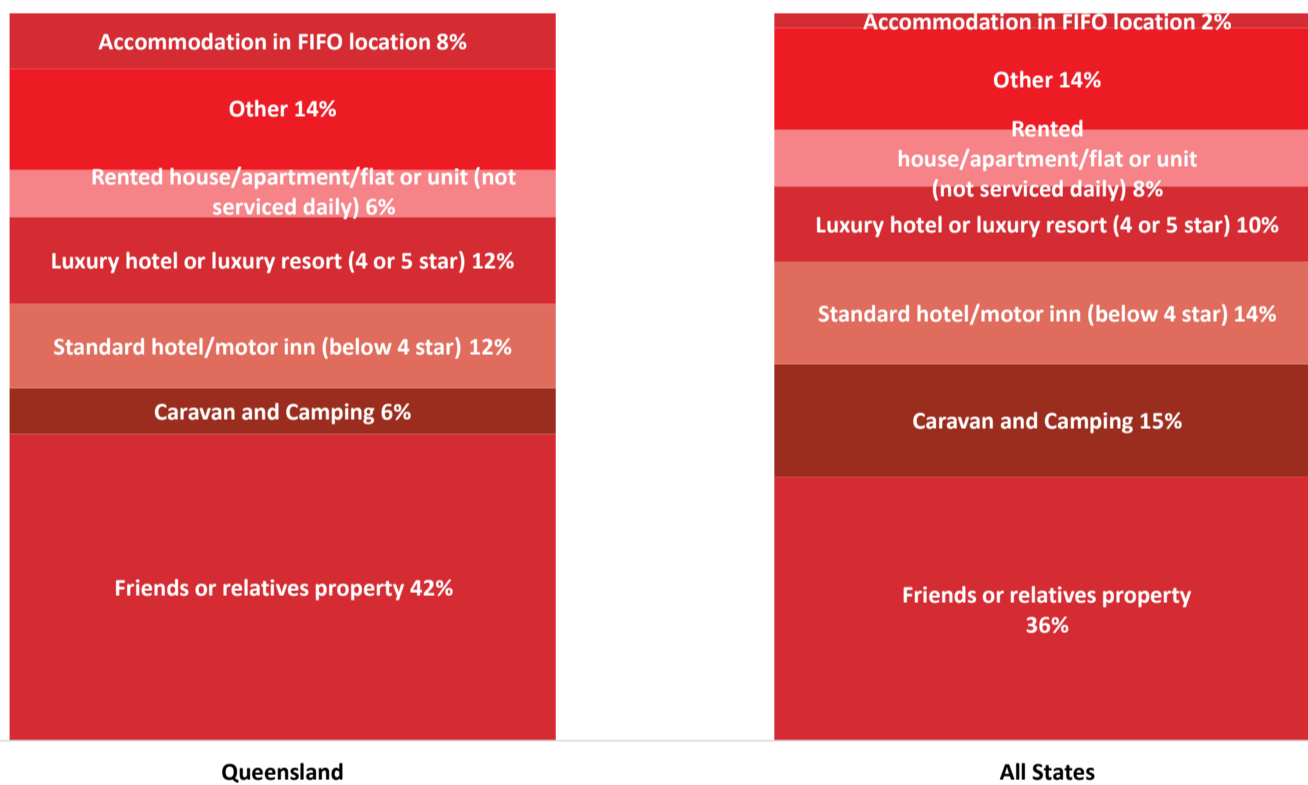 Accommodation in FIFO location 8%
Other 14%
Rented house/apartment/flat or unit (not
serviced daily) 6%
Luxury hotel or luxury resort (4 or 5 star) 12%
Standard hotel/motor inn (below 4 star) 12%
Caravan and Camping 6%
Friends or relatives property 42%
Queensland
Accommodation in FIFO location 2%
Other 14%
Rented
house/apartment/flat or unit
(not serviced daily) 8%
Luxury hotel or luxury resort (4 or 5 star) 10%
Standard hotel/motor inn (below 4 star) 14%
Caravan and Camping 15%
Friends or relatives property
36%
All States